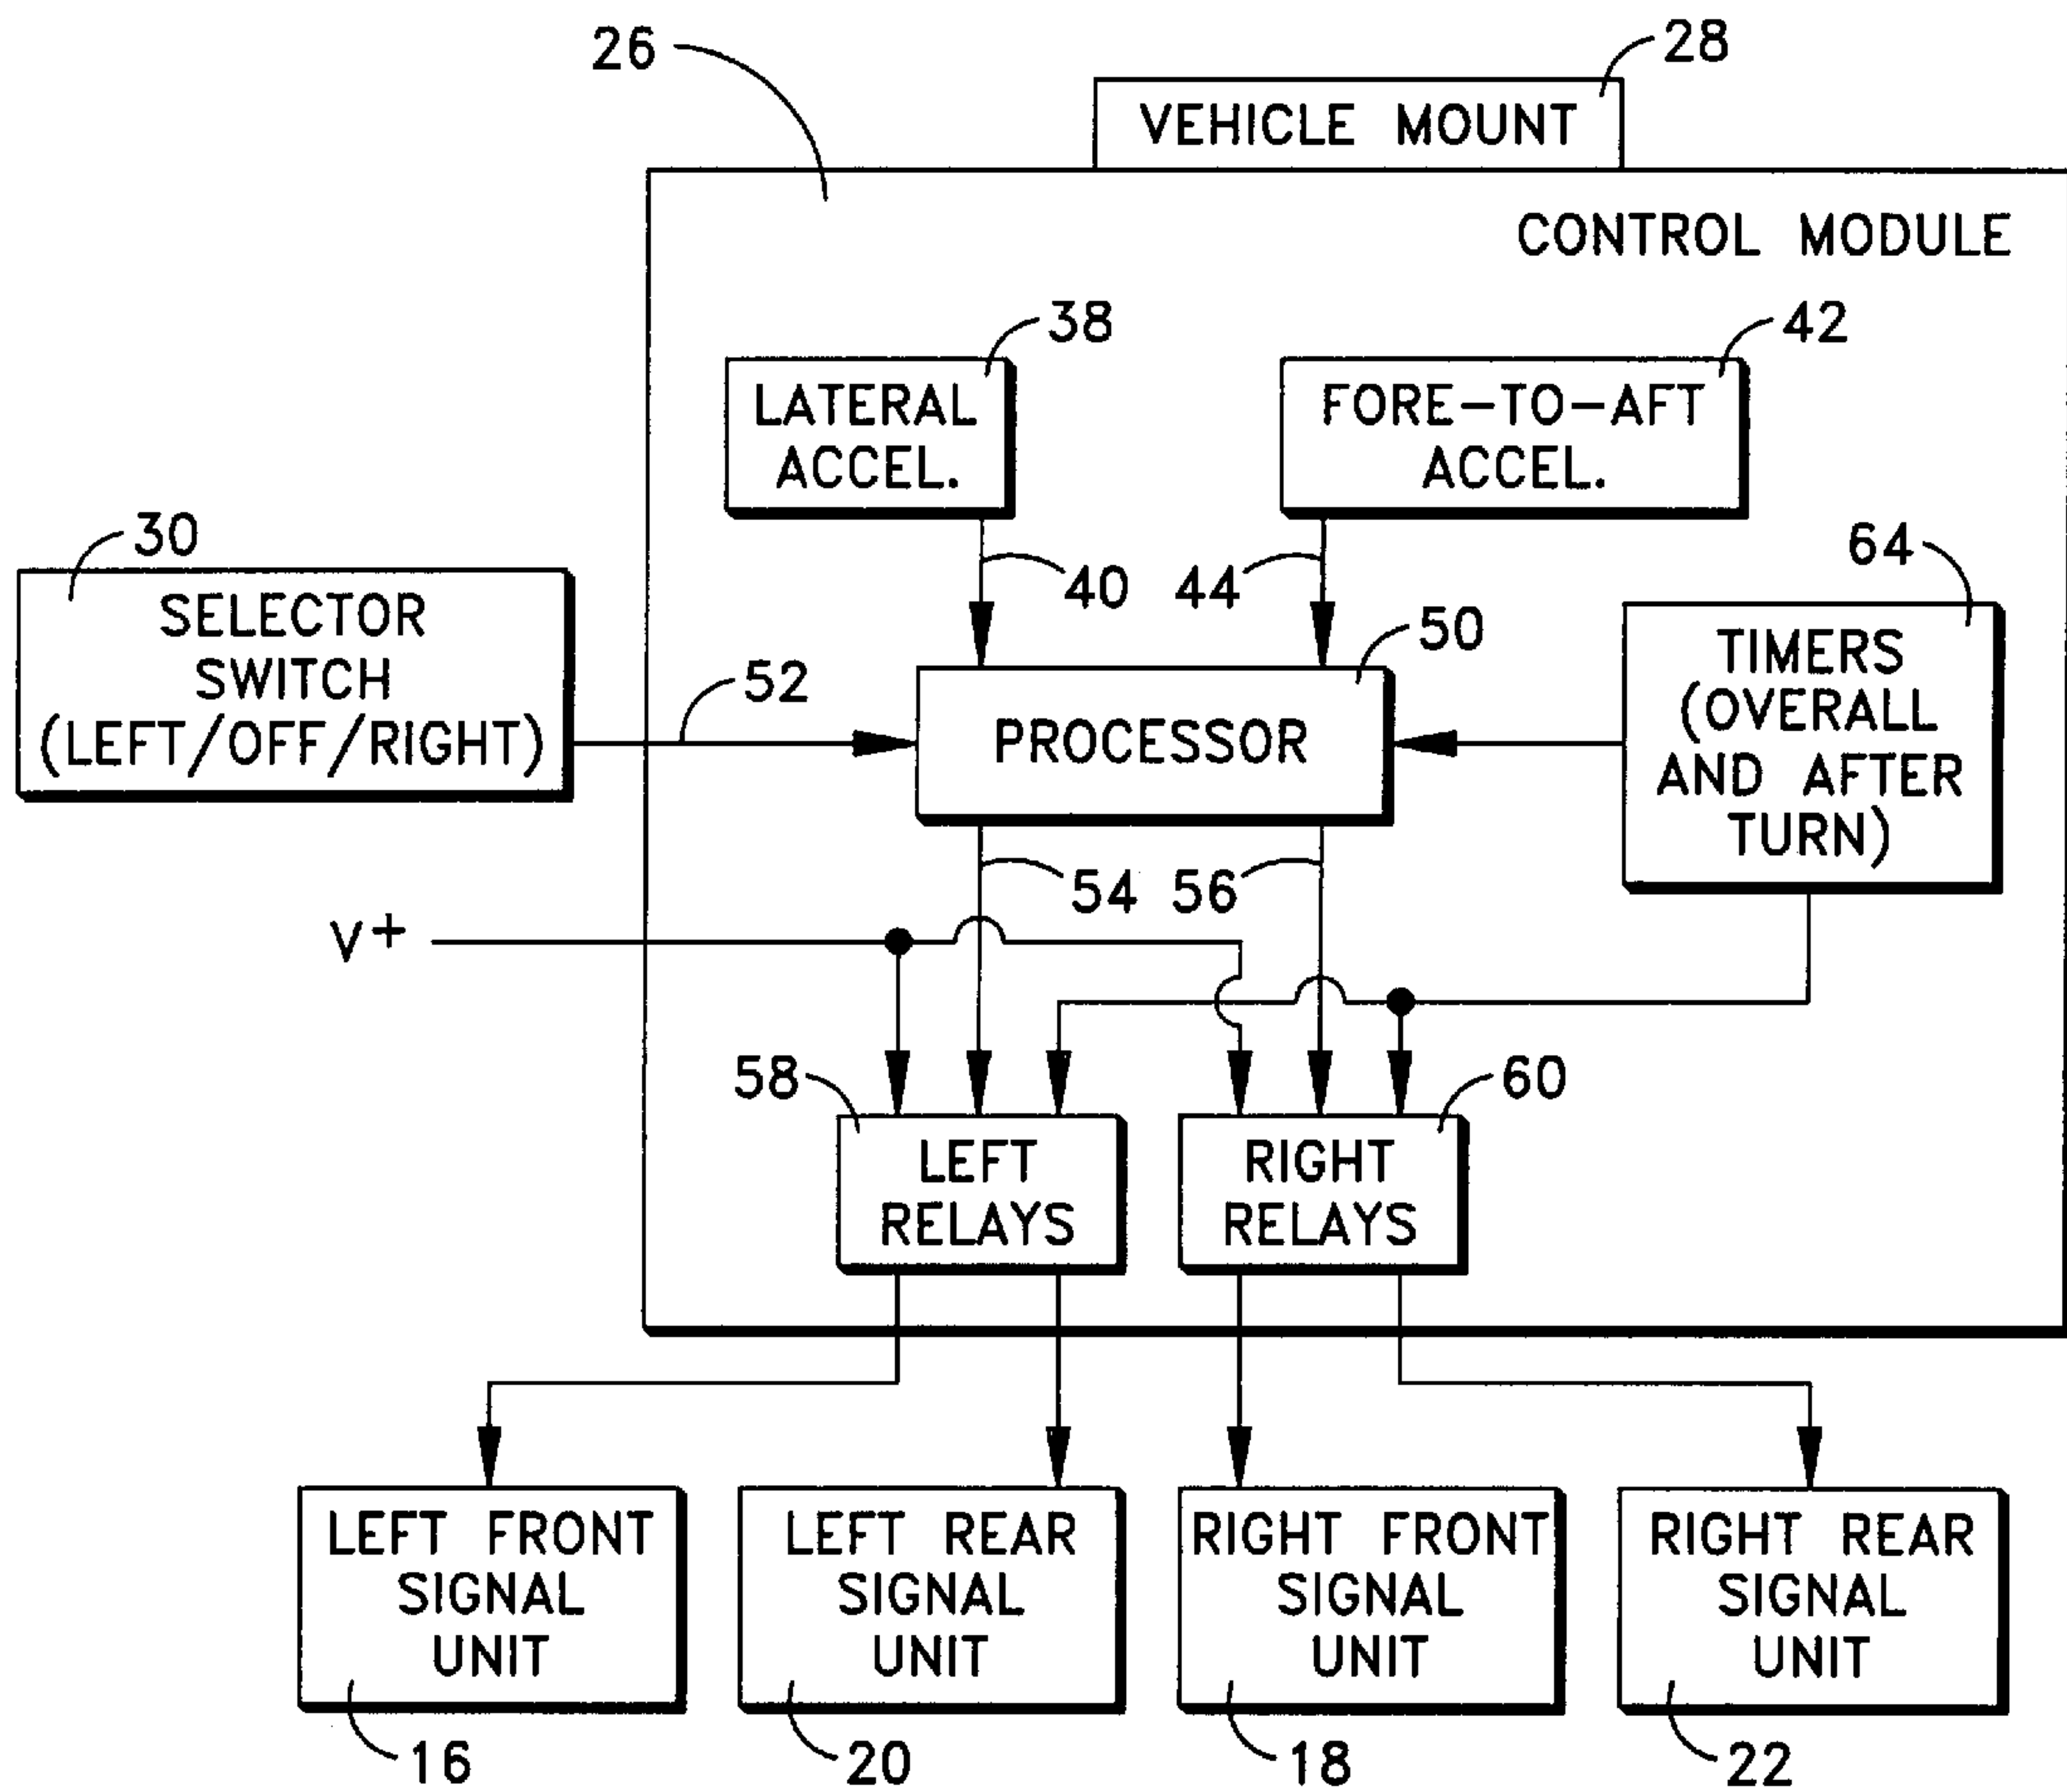 26
28
VEHICLE MOUNT
CONTROL MODULE
38
42
LATERAL
ACCEL.
FORE-TO-AFT
ACCEL.
30
40
44
64
SELECTOR
SWITCH
(LEFT/OFF/RIGHT)
52
50
PROCESSOR
TIMERS
(OVERALL
AND AFTER
TURN)
54
56
V+
58
60
LEFT
RELAYS
RIGHT
RELAYS
LEFT FRONT
SIGNAL
UNIT
LEFT REAR
SIGNAL
UNIT
RIGHT FRONT
SIGNAL
UNIT
RIGHT REAR
SIGNAL
UNIT
16
20
18
22